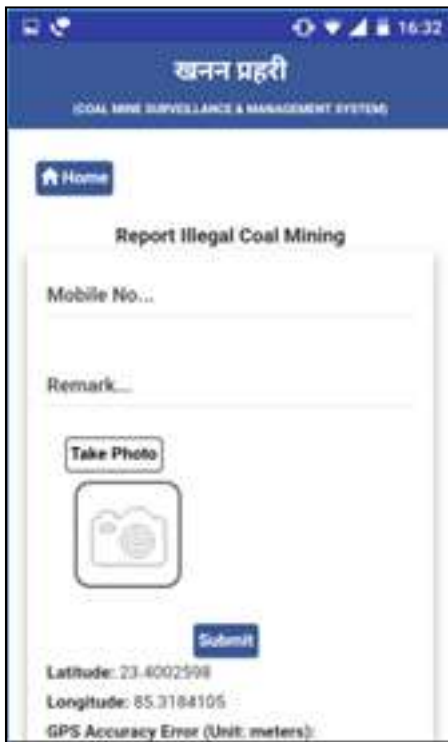 16:32
खनन प्रहरी
(COAL MINE SURVEILLANCE & MANAGEMENT SYSTEM)
Home
Report Illegal Coal Mining
Mobile No...
Remark...
Take Photo
Submit
Latitude: 23.4002598
Longitude: 85.3184105
GPS Accuracy Error (Unit: meters):